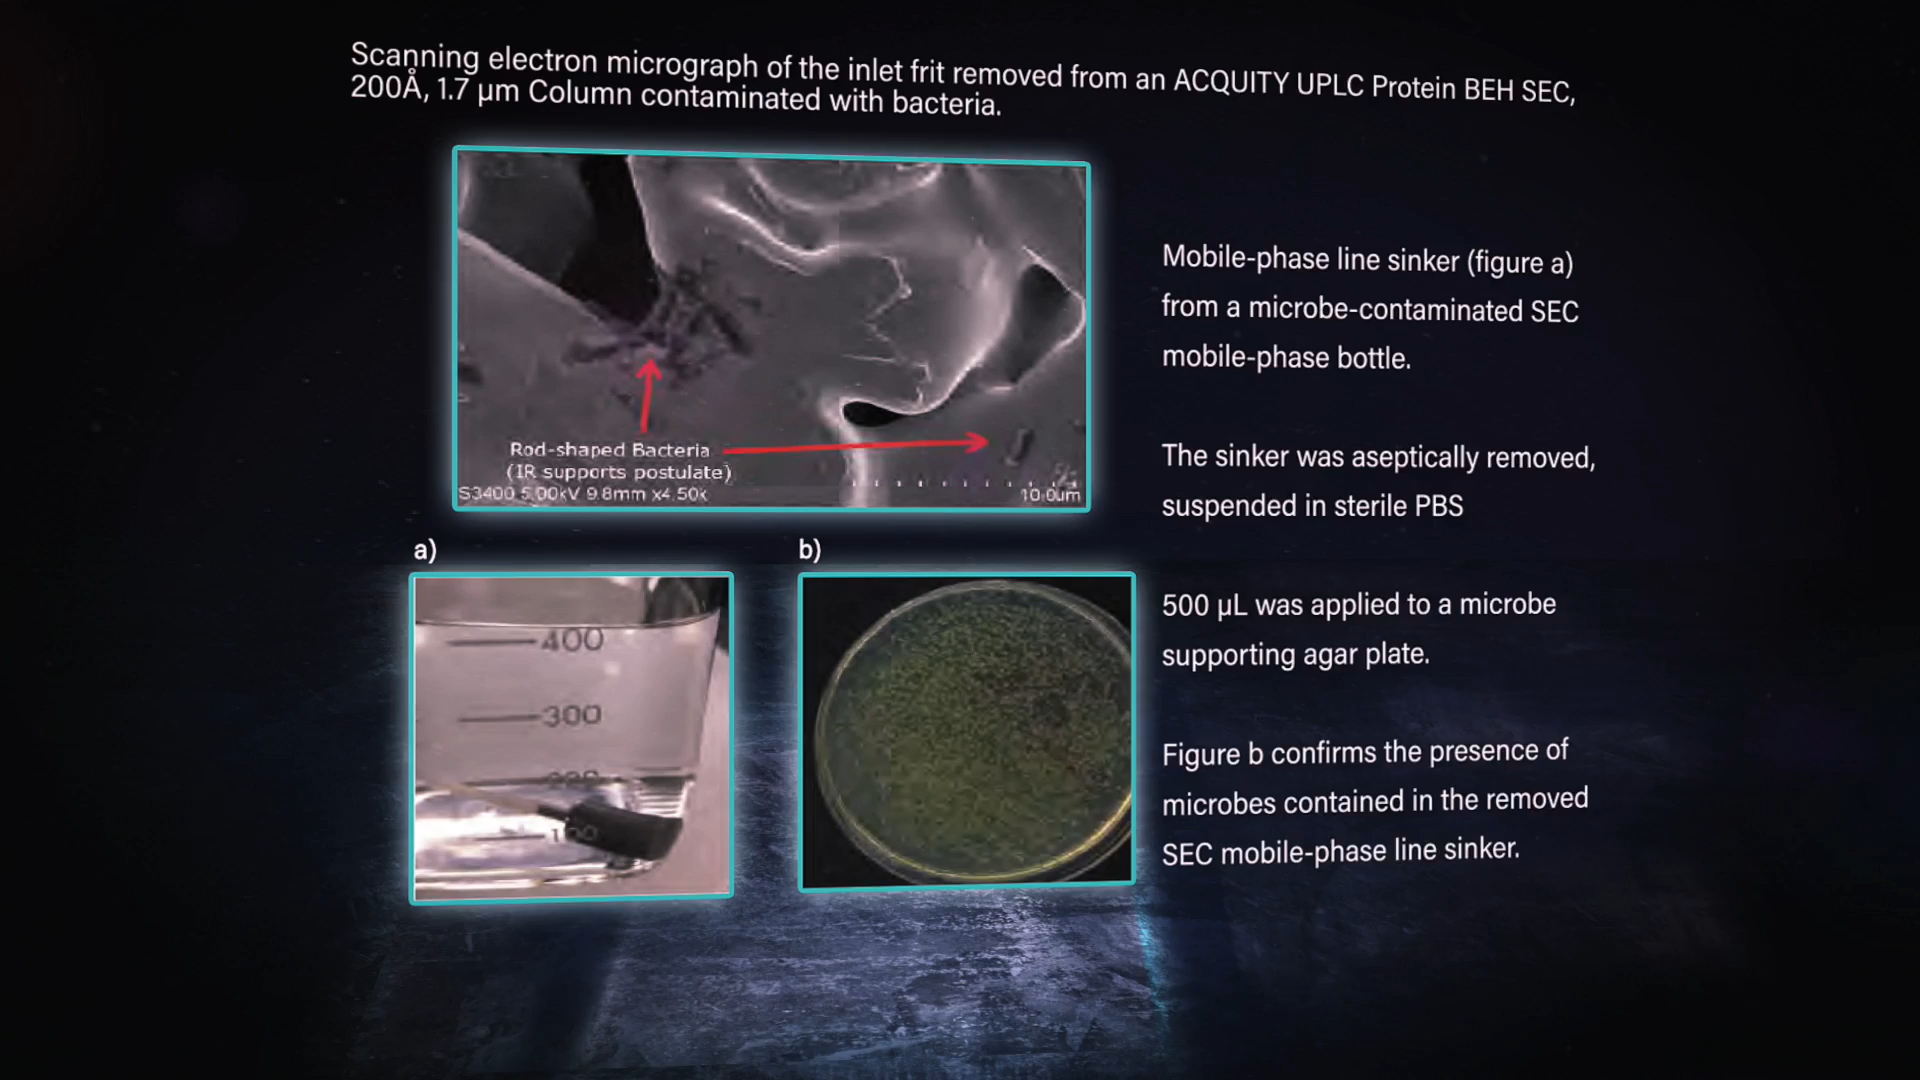 Scanning electron micrograph of the inlet frit removed from an ACQUITY UPLC Protein BEH SEC,
200Å, 1.7 µm Column contaminated with bacteria.
Rod-shaped Bacteria
(IR supports postulate)
S3400 5.00kV 9.8mm x4.50k
10.0um
Mobile-phase line sinker (figure a)
from a microbe-contaminated SEC
mobile-phase bottle.
The sinker was aseptically removed,
suspended in sterile PBS
500 µL was applied to a microbe
supporting agar plate.
Figure b confirms the presence of
microbes contained in the removed
SEC mobile-phase line sinker.
a)
b)
400
300
100